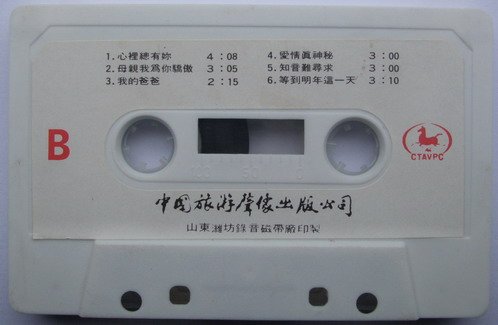 1. 心裡總有妳 4:08
2. 母親我爲你驕傲 3:05
3. 我的爸爸 2:15
4. 愛情眞神秘 3:00
5. 知音難尋求 3:00
6. 等到明年這一天 3:10
B
CTAVPC
中国旅游聲像出版公司
山東濰坊錄音磁帶廠印製